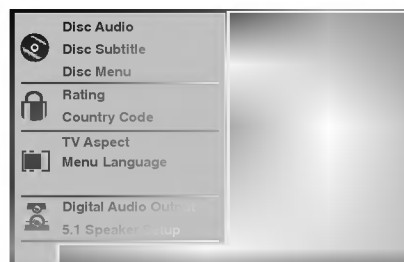 Disc Audio
Disc Subtitle
Disc Menu
Rating
Country Code
TV Aspect
Menu Language
Digital Audio Output
5.1 Speaker Setup